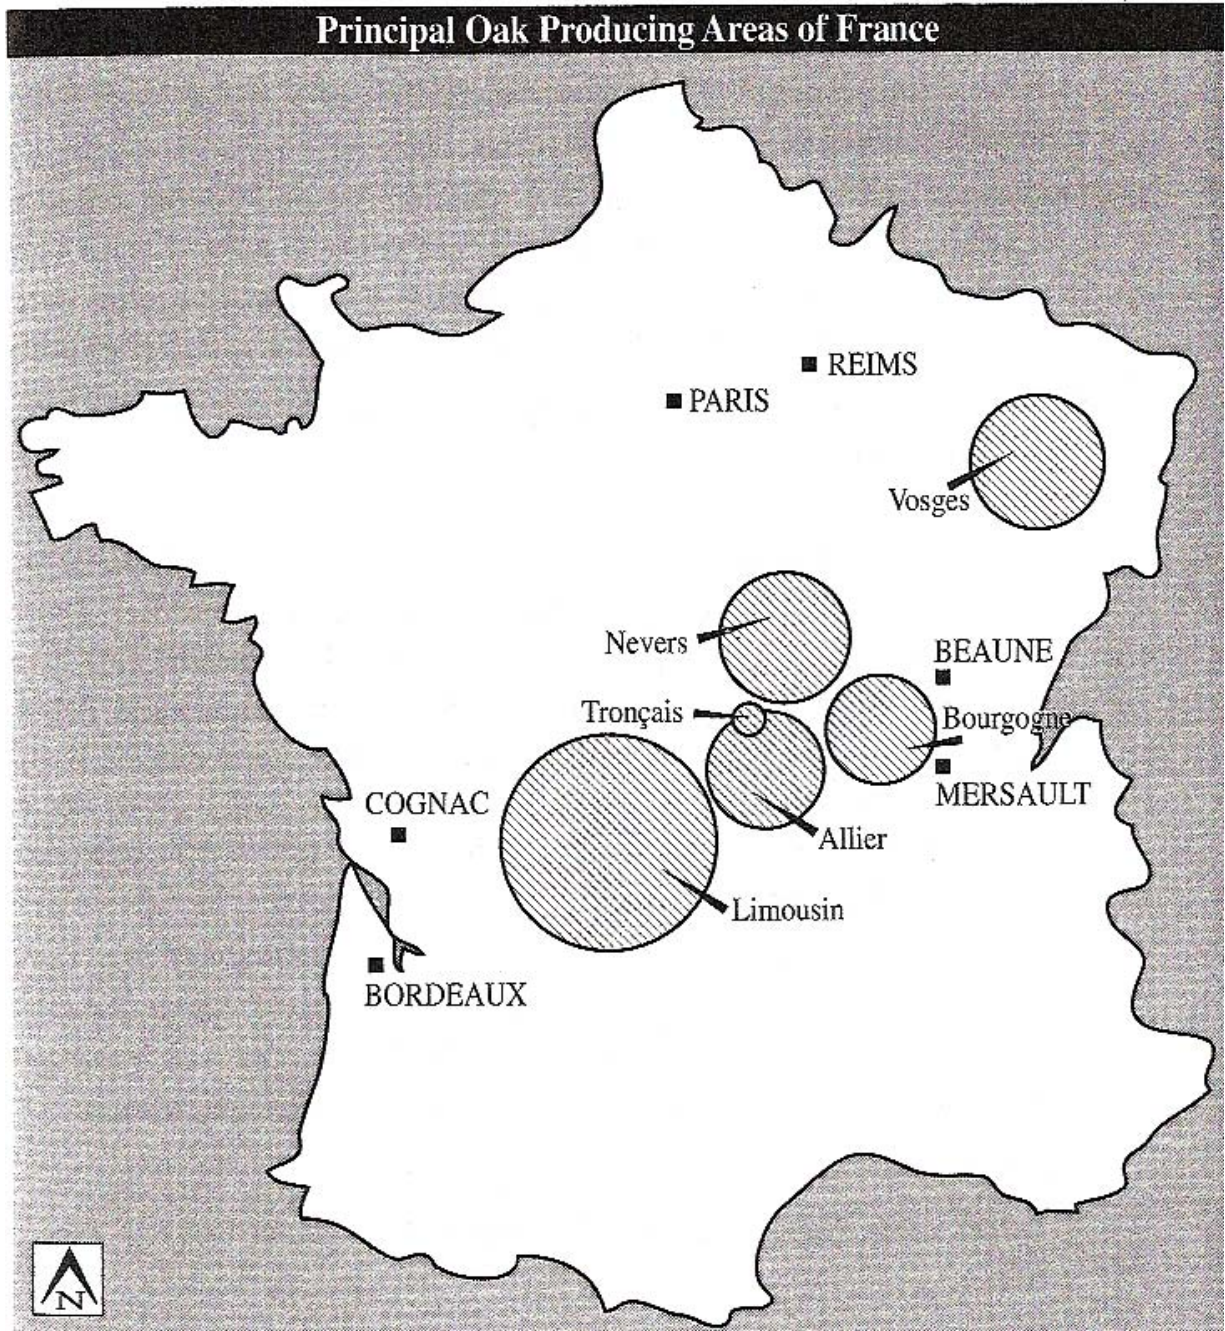 Principal Oak Producing Areas of France
REIMS
PARIS
Vosges
Nevers
BEAUNE
Tronçais
Bourgogne
MERSAULT
COGNAC
Allier
Limousin
BORDEAUX
N